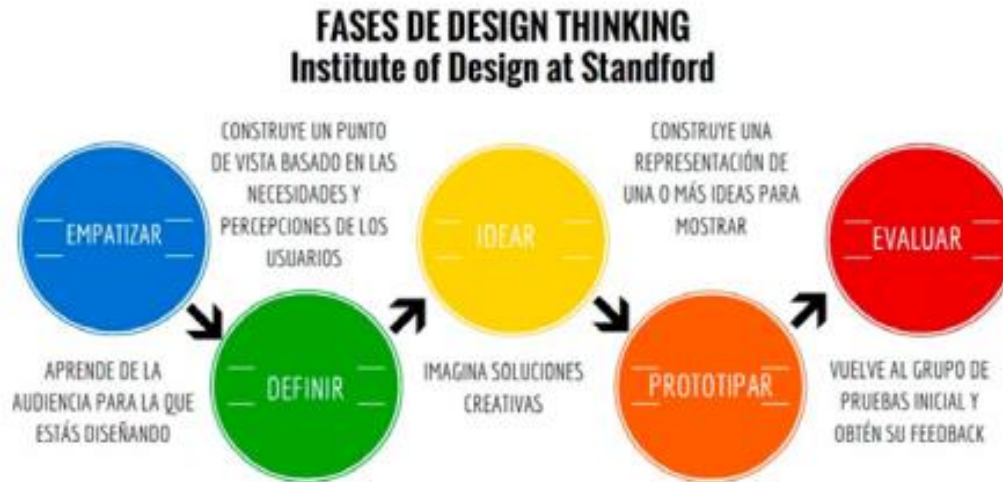 FASES DE DESIGN THINKING
Institute of Design at Standford
EMPATIZAR
APRENDE DE LA
AUDIENCIA PARA LA QUE
ESTÁS DISEÑANDO
CONSTRUYE UN PUNTO
DE VISTA BASADO EN LAS
NECESIDADES Y
PERCEPCIONES DE LOS
USUARIOS
DEFINIR
IDEAR
IMAGINA SOLUCIONES
CREATIVAS
CONSTRUYE UNA
REPRESENTACIÓN DE
UNA O MÁS IDEAS PARA
MOSTRAR
PROTOTIPAR
EVALUAR
VUELVE AL GRUPO DE
PRUEBAS INICIAL Y
OBTÉN SU FEEDBACK